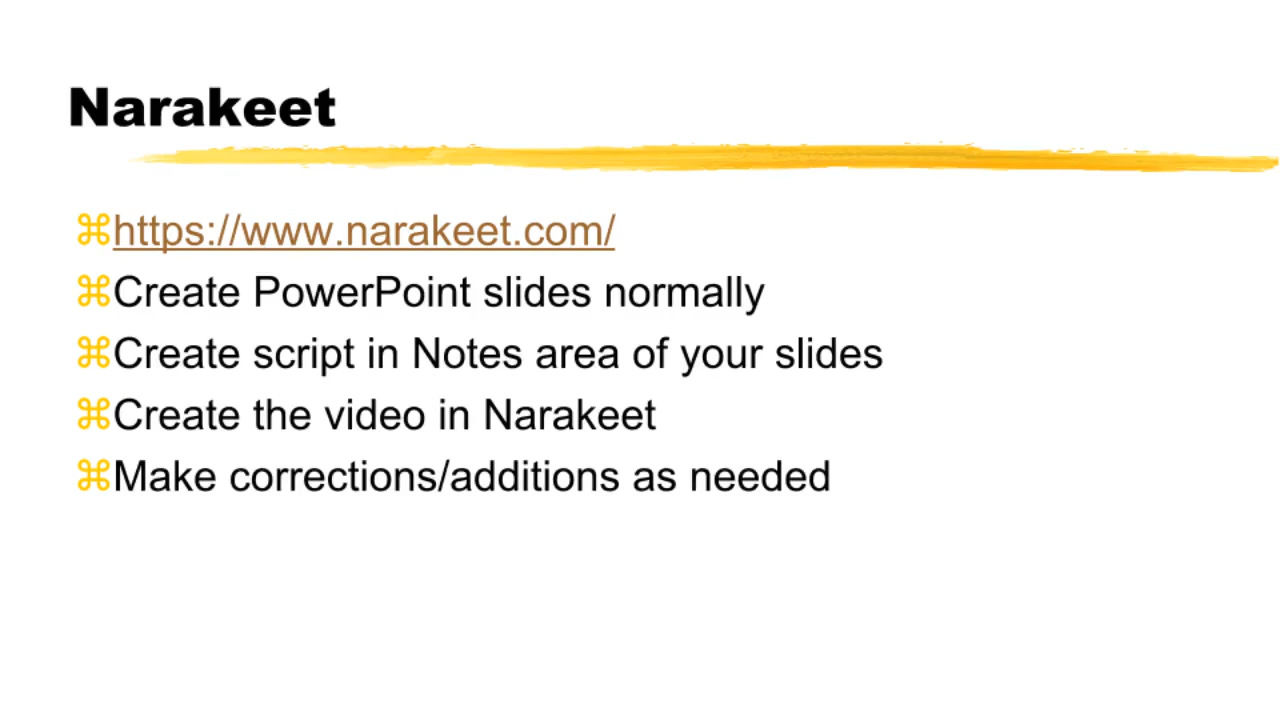 Narakeet
⌘https://www.narakeet.com/
⌘Create PowerPoint slides normally
⌘Create script in Notes area of your slides
⌘Create the video in Narakeet
⌘Make corrections/additions as needed